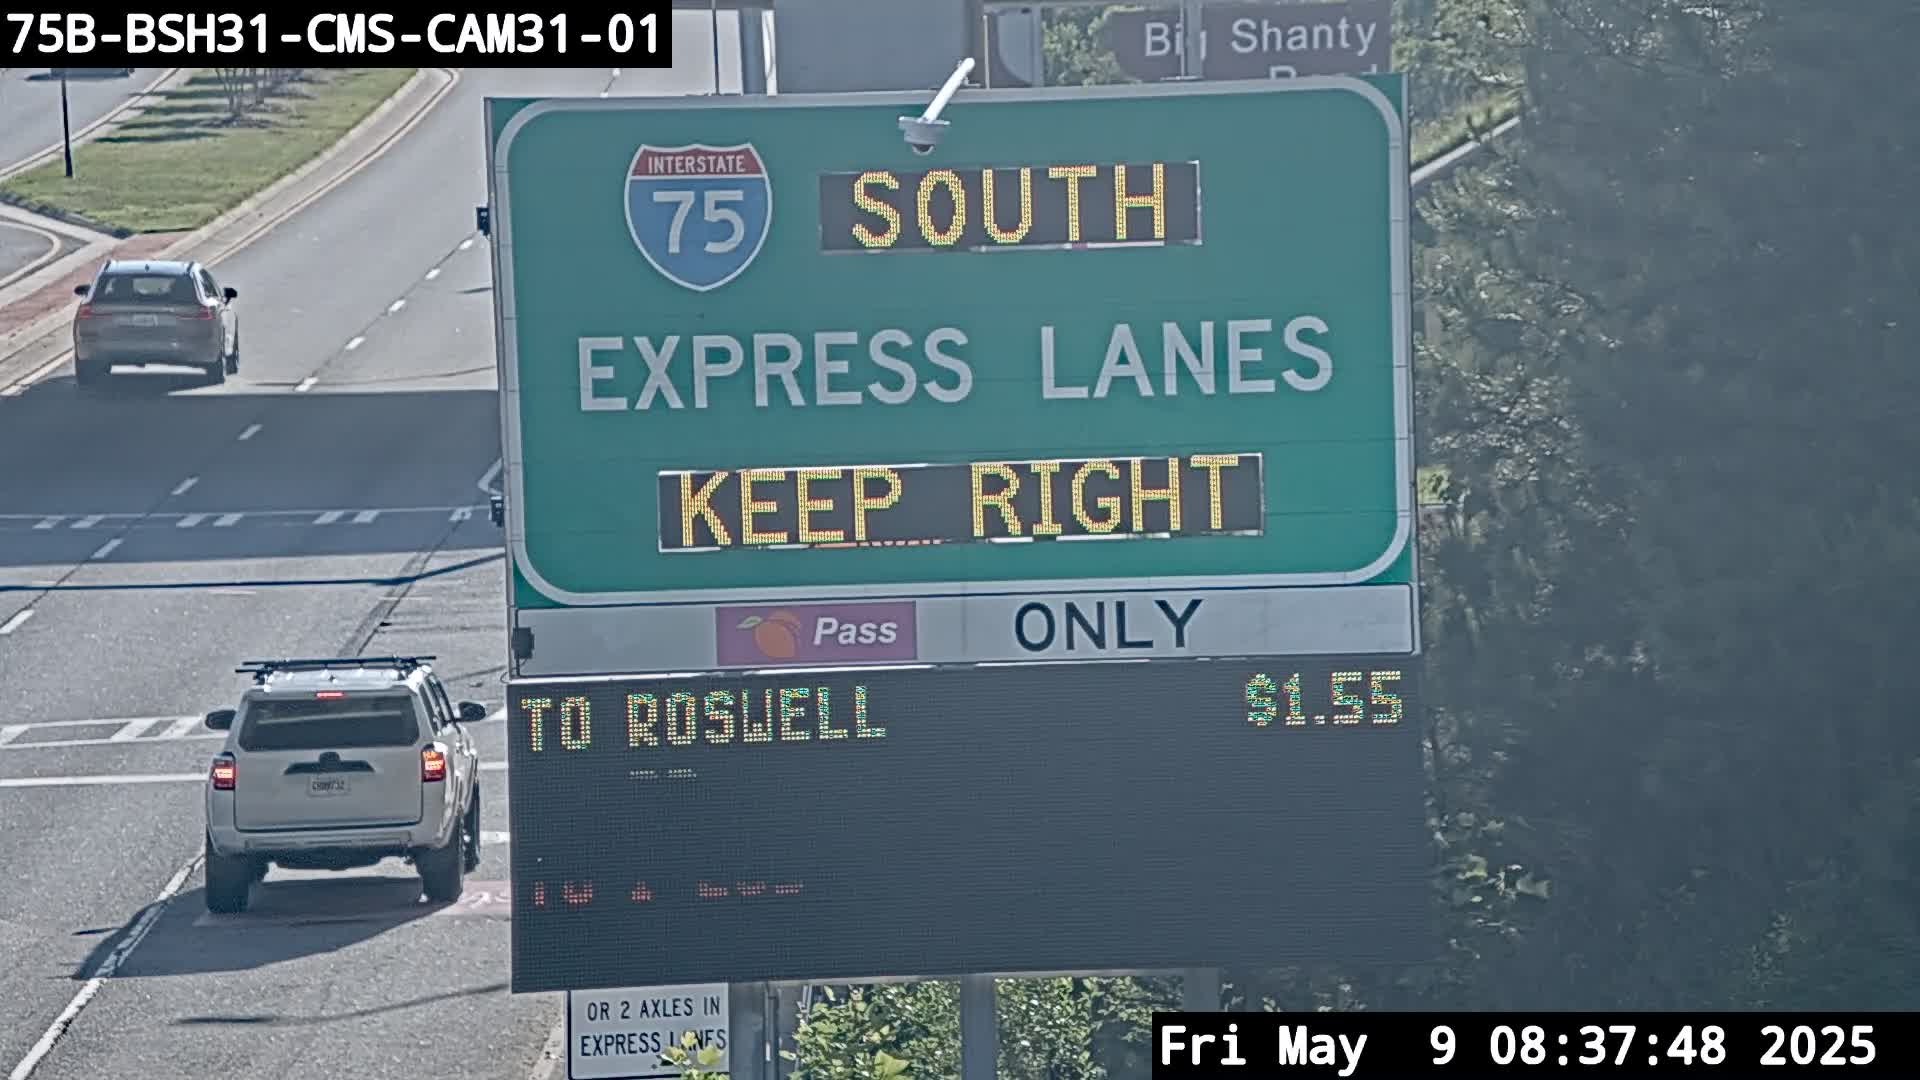 75B-BSH31-CMS-CAM31-01
Big Shanty
INTERSTATE
75
SOUTH
EXPRESS LANES
KEEP RIGHT
Pass ONLY
TO ROSWELL $1.55
OR 2 AXLES IN
EXPRESS LANES
Fri May 9 08:37:48 2025